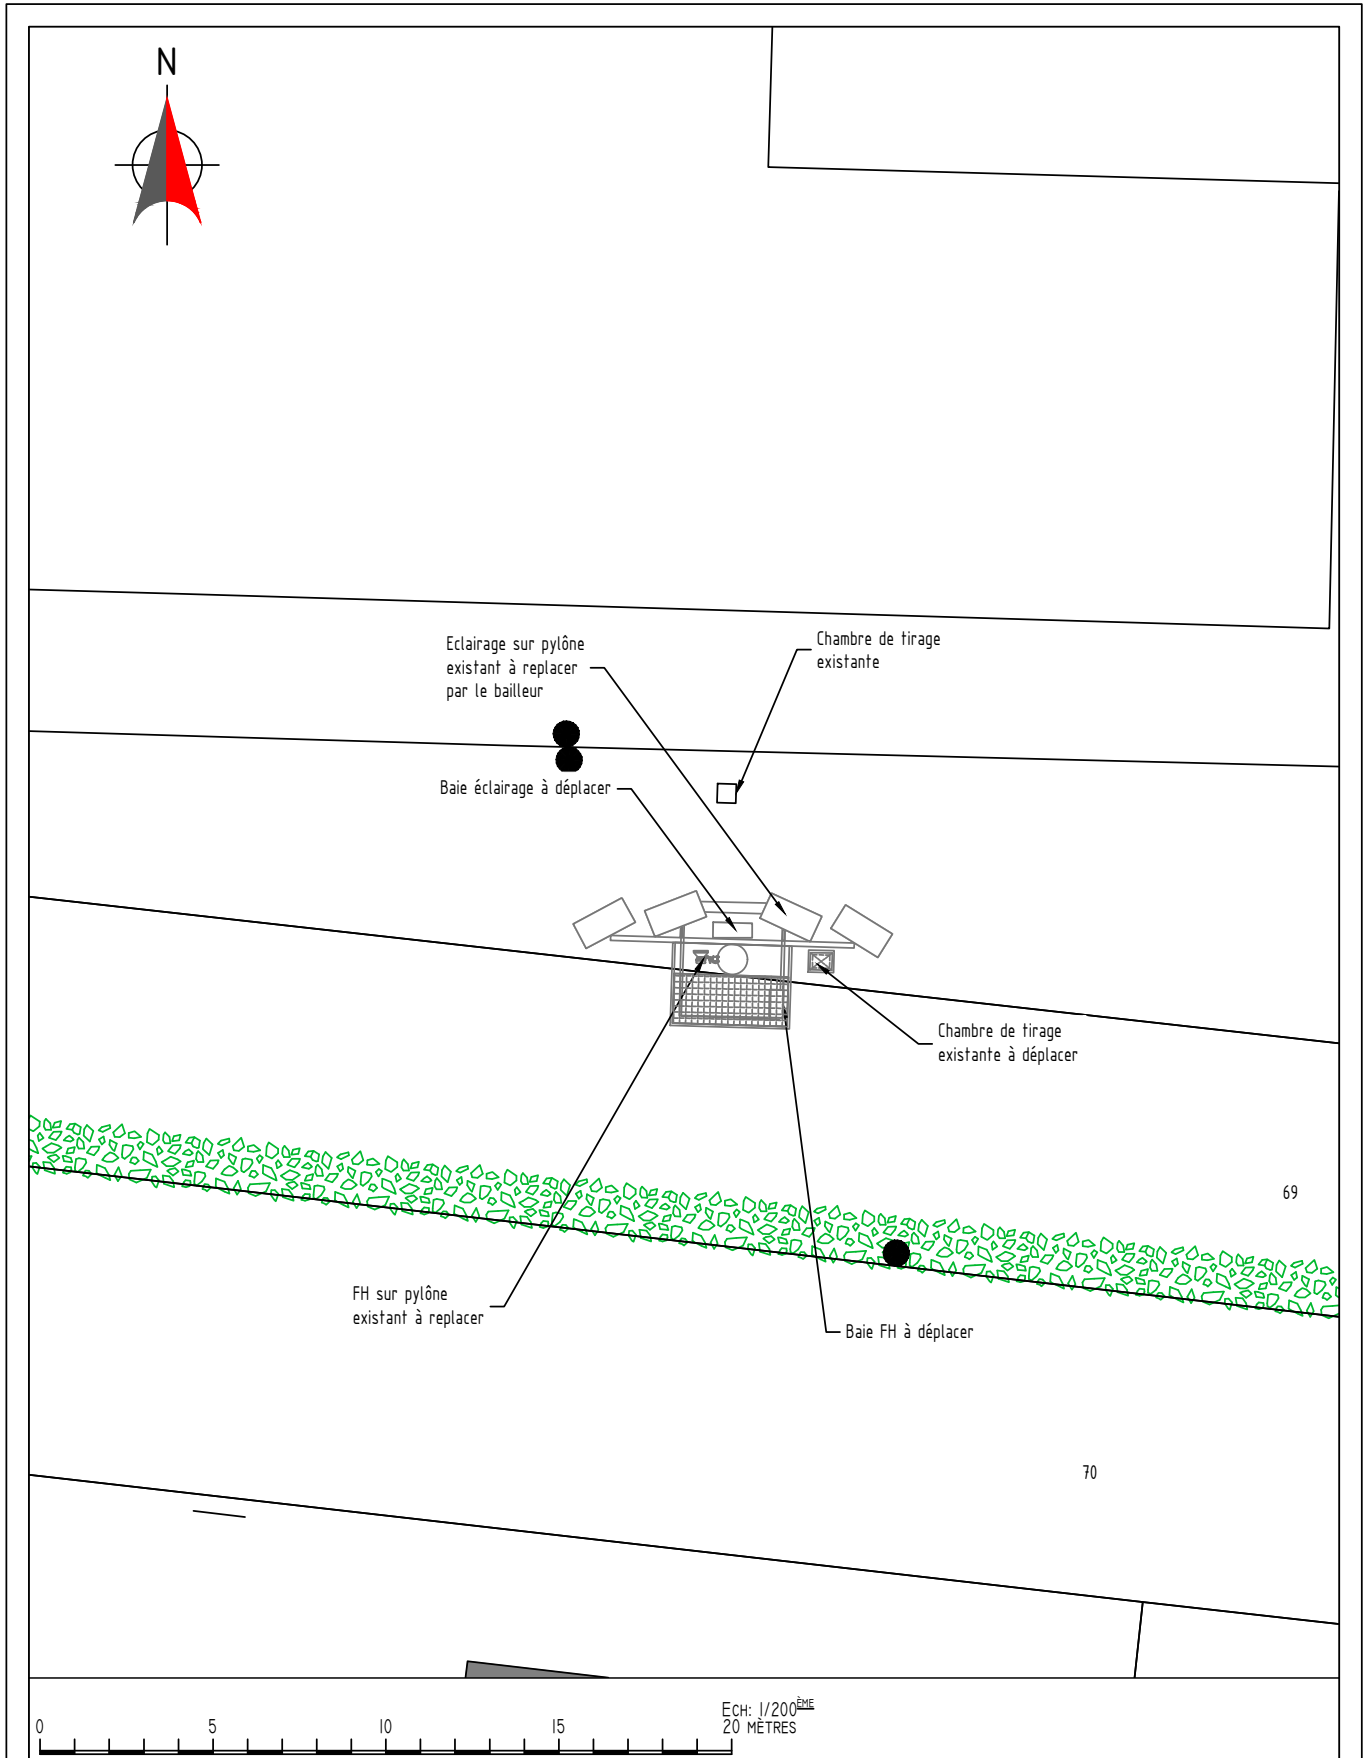 N
Eclairage sur pylône
existant à replacer
par le bailleur
Chambre de tirage
existante
Baie éclairage à déplacer
Chambre de tirage
existante à déplacer
69
FH sur pylône
existant à replacer
Baie FH à déplacer
70
ECH: 1/200ÈME
0 5 10 15 20 MÈTRES